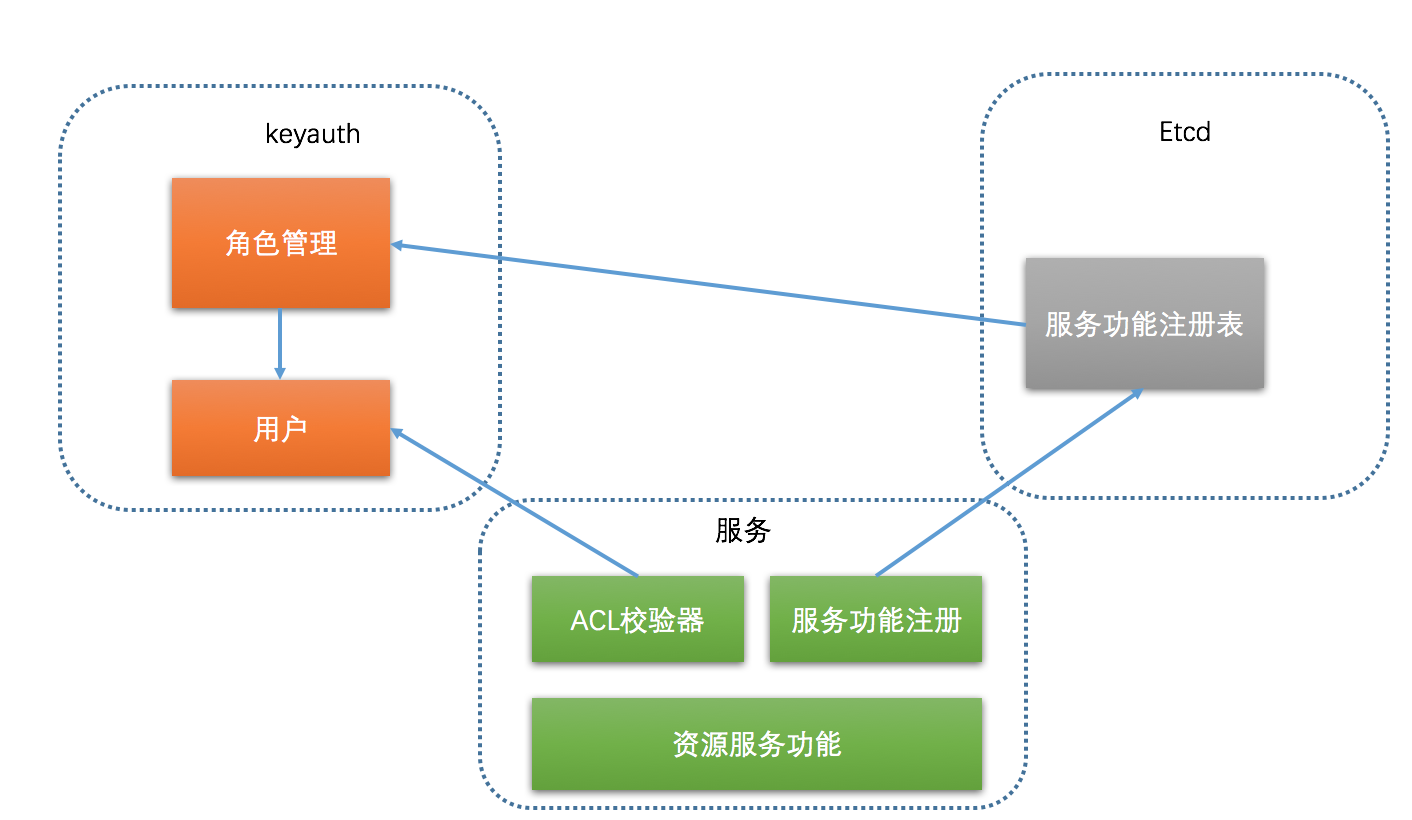 keyauth
角色管理
用户
Etcd
服务功能注册表
服务
ACL校验器
服务功能注册
资源服务功能